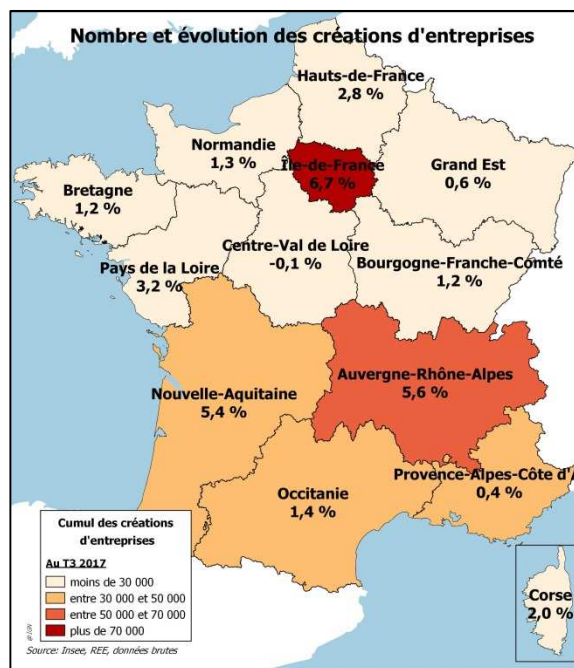 Nombre et évolution des créations d'entreprises
Hauts-de-France
2,8 %
Normandie
1,3 %
Île-de-France
6,7 %
Grand Est
0,6 %
Bretagne
1,2 %
Centre-Val de Loire
-0,1 %
Pays de la Loire
3,2 %
Bourgogne-Franche-Comté
1,2 %
Auvergne-Rhône-Alpes
5,6 %
Nouvelle-Aquitaine
5,4 %
Provence-Alpes-Côte d'A
0,4 %
Occitanie
1,4 %
Corse
2,0 %
Cumul des créations
d'entreprises
Au T3 2017
moins de 30 000
entre 30 000 et 50 000
entre 50 000 et 70 000
plus de 70 000
@IGN
Source: Insee, REE, données brutes